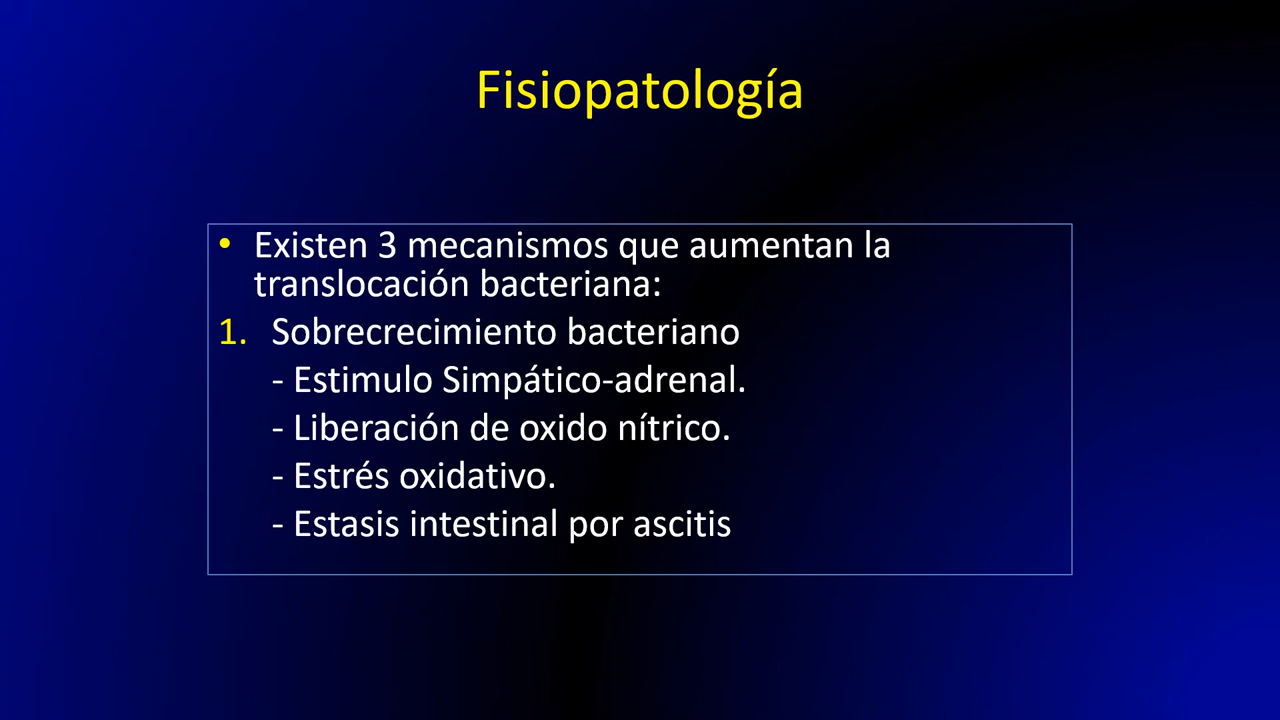 Fisiopatología
• Existen 3 mecanismos que aumentan la
translocación bacteriana:
1. Sobrecrecimiento bacteriano
- Estimulo Simpático-adrenal.
- Liberación de oxido nítrico.
- Estrés oxidativo.
- Estasis intestinal por ascitis